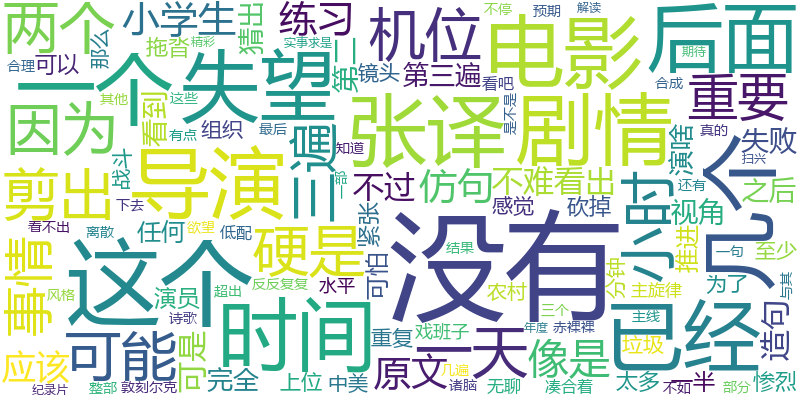 两个
小学生
练习
机位
电影
后面
不停
预期
解读
那么
拖沓
精彩
猜出
实事求是
合理
可以
一个
失望
第二
镜头
第三遍
看吧
合成
期待
重要
因为
看到
其他
这些
有点
组织
最后
三遍
知道
张译
剧情
是不是
真的
演啥
失败
扫兴
剪出
导演
战斗
一部
不过
仿句
不难看出
几个
还有
之后
下去
感觉
砍掉
小时
视角
一句
看不出
离散
任何
欲望
低配
紧张
硬是
可怕
没有
结果
推进
至少
事情
这个
风格
演员
超出
反反复复
水平
农村
分钟
主旋律
为了
与其
造句
诗歌
时间
可能
重复
戏班子
三个
年度
赤裸裸
已经
主线
垃圾
应该
可是
完全
上位
中美
一天
原文
几遍
像是
无聊
诸脑
凑合着
太多
不如
一半
部分
惨烈
纪录片
整部
敦刻尔克